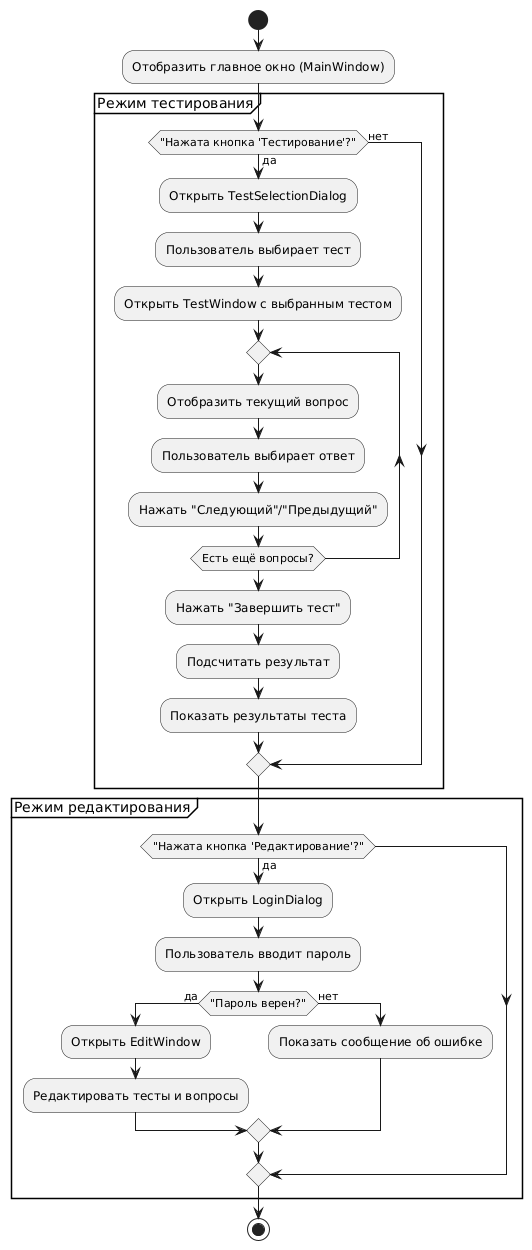 Отобразить главное окно (MainWindow)
Режим тестирования
"Нажата кнопка 'Тестирование'?"
нет
да
Открыть TestSelectionDialog
Пользователь выбирает тест
Открыть TestWindow с выбранным тестом
Отобразить текущий вопрос
Пользователь выбирает ответ
Нажать "Следующий"/"Предыдущий"
Есть ещё вопросы?
Нажать "Завершить тест"
Подсчитать результат
Показать результаты теста
Режим редактирования
"Нажата кнопка 'Редактирование'?"
да
Открыть LoginDialog
Пользователь вводит пароль
да
"Пароль верен?"
нет
Открыть EditWindow
Показать сообщение об ошибке
Редактировать тесты и вопросы